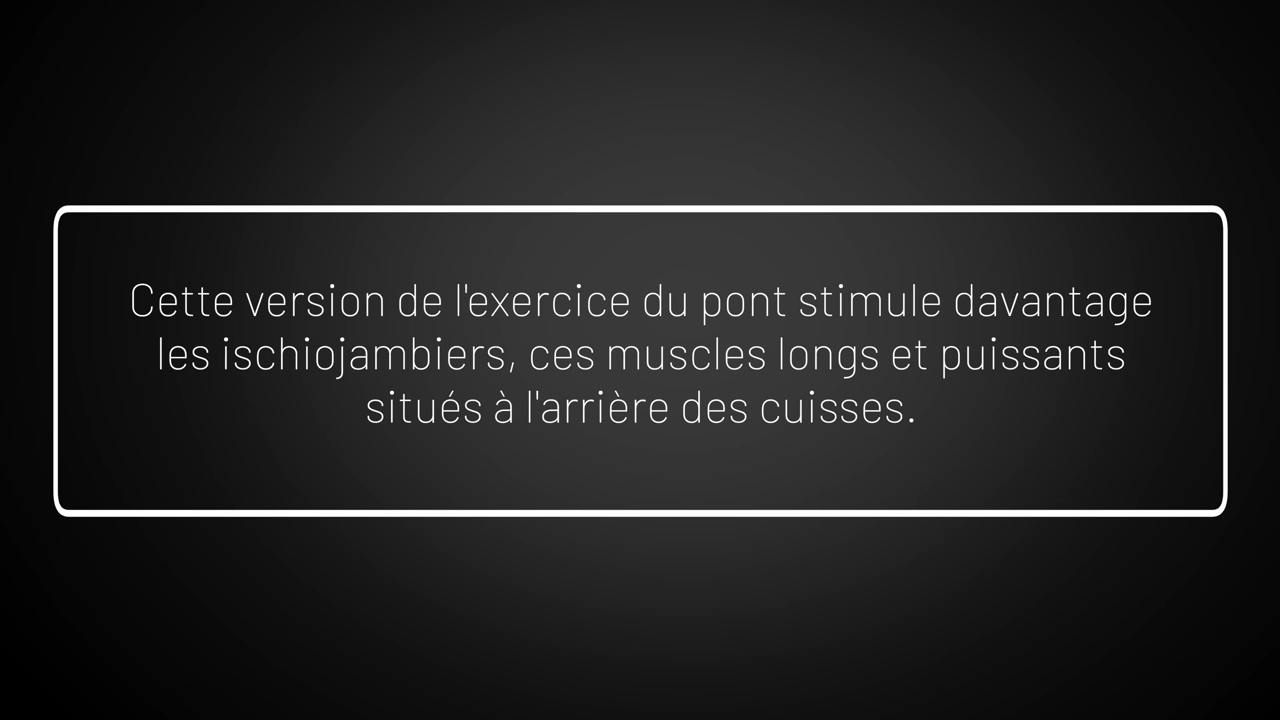 Cette version de l'exercice du pont stimule davantage
les ischiojambiers, ces muscles longs et puissants
situés à l'arrière des cuisses.